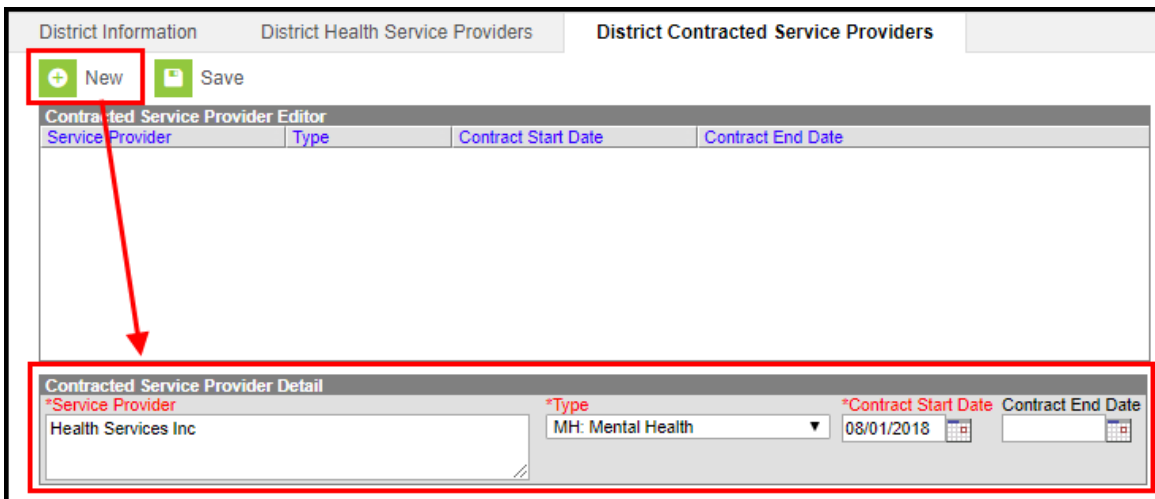 District Information District Health Service Providers District Contracted Service Providers
New Save
Contracted Service Provider Editor
Service Provider Type Contract Start Date Contract End Date
Contracted Service Provider Detail
*Service Provider *Type *Contract Start Date Contract End Date
Health Services Inc MH: Mental Health 08/01/2018